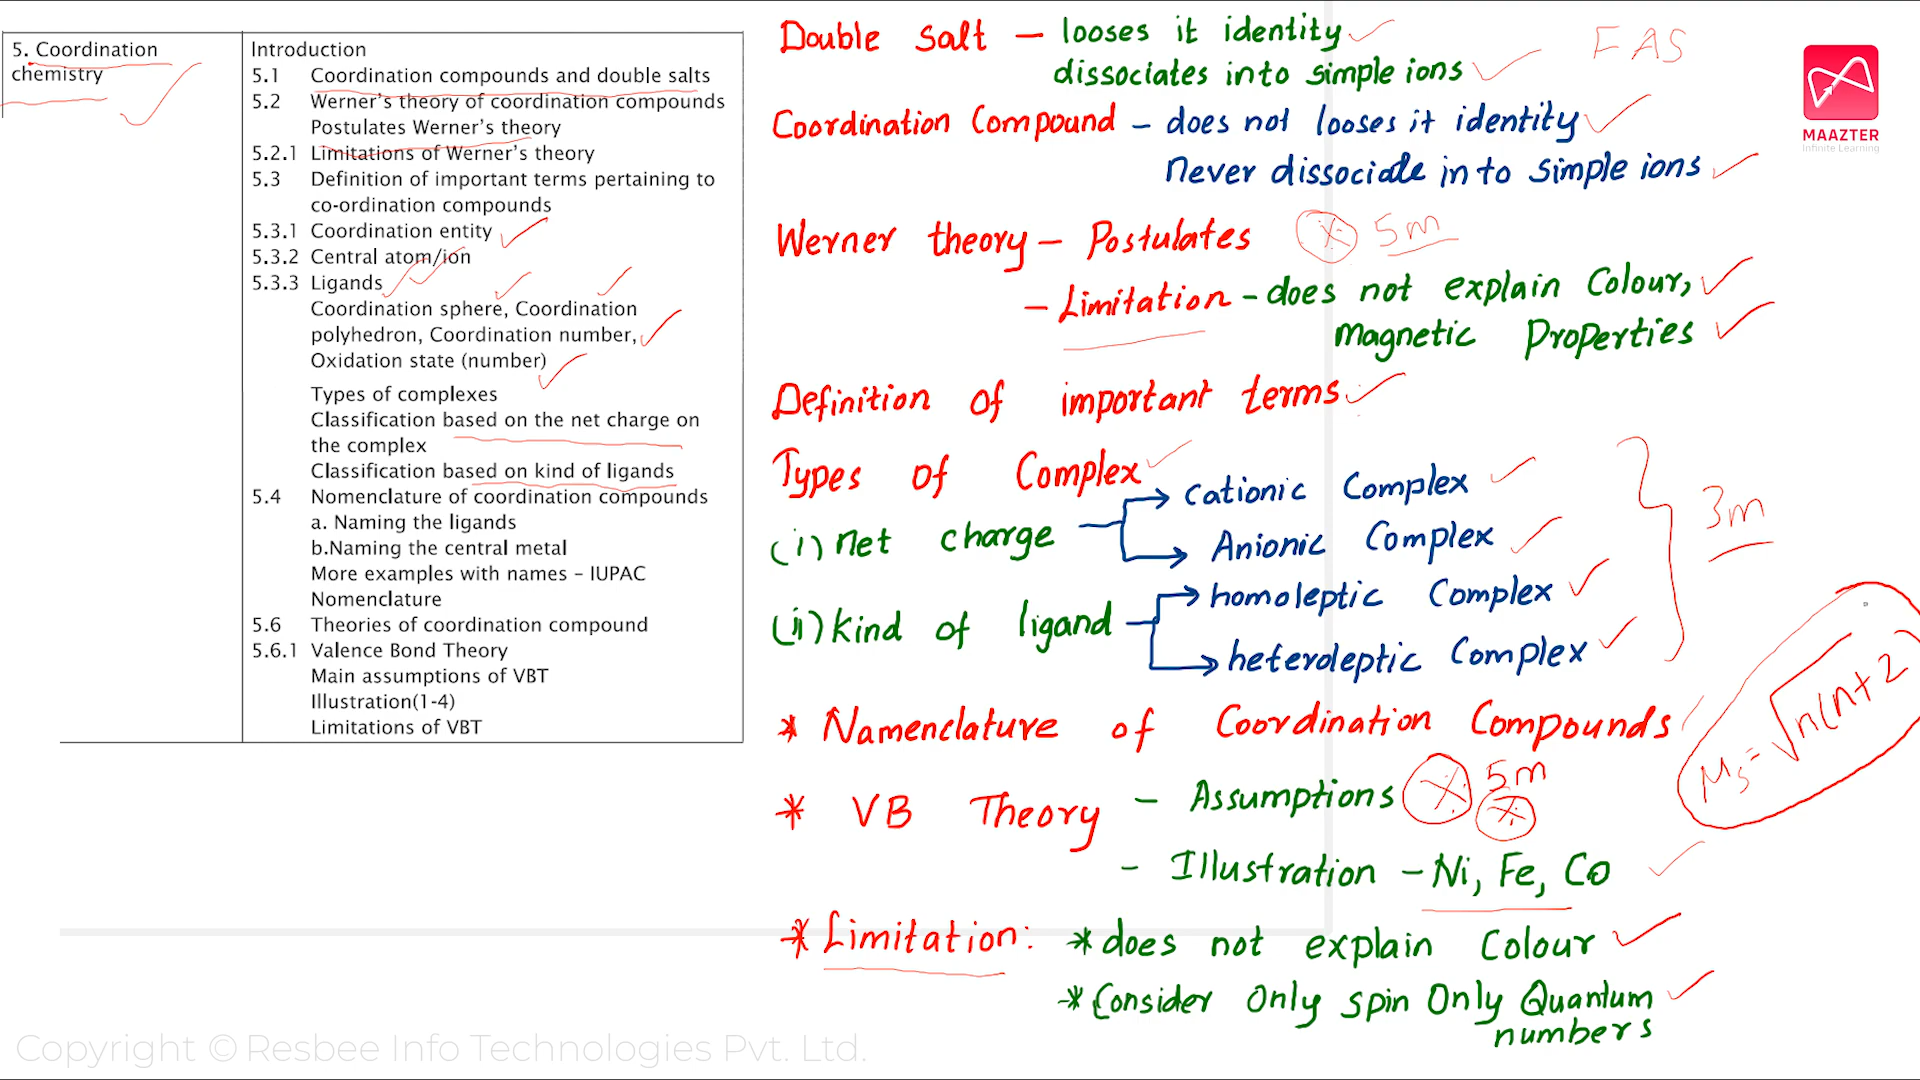 5. Coordination
chemistry
Introduction
5.1 Coordination compounds and double salts
5.2 Werner's theory of coordination compounds
Postulates Werner's theory
5.2.1 Limitations of Werner's theory
5.3 Definition of important terms pertaining to
co-ordination compounds
5.3.1 Coordination entity
5.3.2 Central atom/ion
5.3.3 Ligands
Coordination sphere, Coordination
polyhedron, Coordination number,
Oxidation state (number)
Types of complexes
Classification based on the net charge on
the complex
Classification based on kind of ligands
5.4 Nomenclature of coordination compounds
a. Naming the ligands
b.Naming the central metal
More examples with names – IUPAC
Nomenclature
5.6 Theories of coordination compound
5.6.1 Valence Bond Theory
Main assumptions of VBT
Illustration(1-4)
Limitations of VBT
Double Salt – looses it identity
dissociates into simple ions
FAS
Coordination Compound – does not looses it identity
Never dissociate in to simple ions
Werner theory – Postulates 5m
– Limitation – does not explain Colour,
magnetic Properties
Definition of important terms
Types of Complex
(i) net charge
cationic Complex
Anionic Complex
(ii) kind of ligand
homoleptic Complex
heteroleptic Complex
3m
* Nomenclature of Coordination Compounds
μs = √n(n+2)
* VB Theory – Assumptions 5m
– Illustration – Ni, Fe, Co
* Limitation: * does not explain Colour
* Consider Only spin Only Quantum
numbers
MAAZTER
Infinite Learning
Copyright © Resbee Info Technologies Pvt. Ltd.